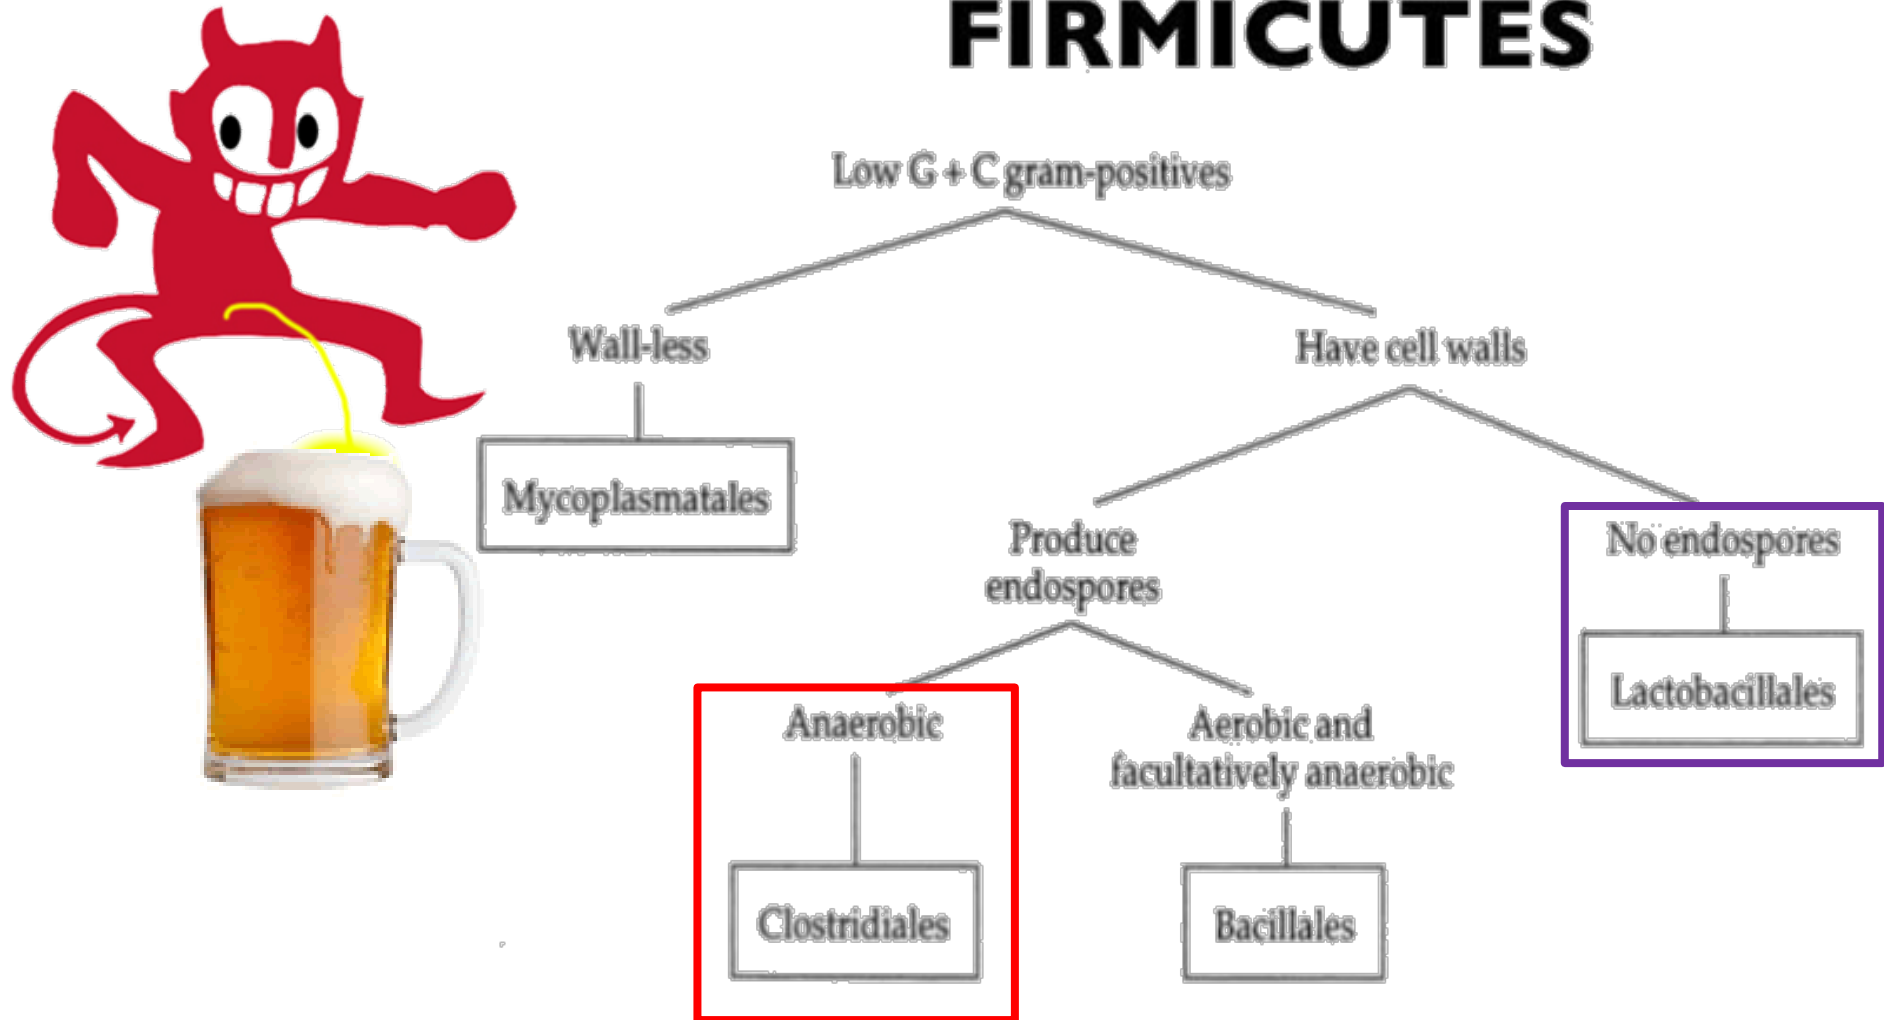 FIRMICUTES
Low G + C gram-positives
Wall-less
Have cell walls
Mycoplasmatales
Produce
endospores
No endospores
Lactobacillales
Anaerobic
Aerobic and
facultatively anaerobic
Clostridiales
Bacillales